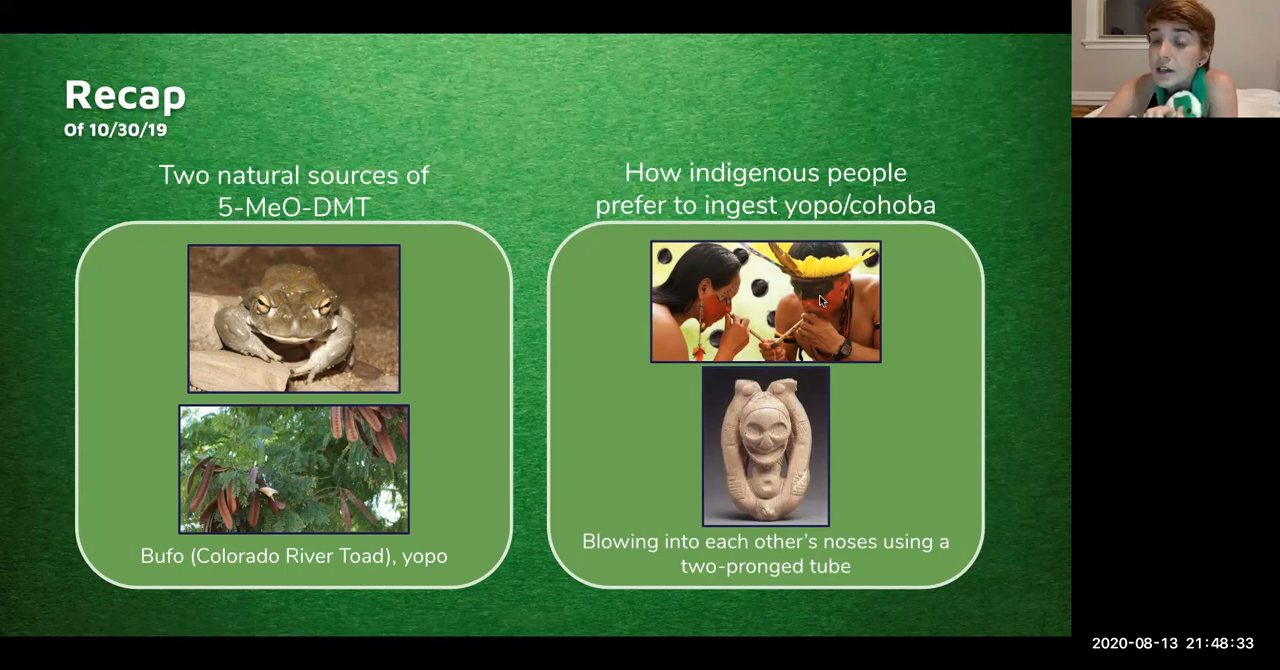 Recap
Of 10/30/19
Two natural sources of
5-MeO-DMT
Bufo (Colorado River Toad), yopo
How indigenous people
prefer to ingest yopo/cohoba
Blowing into each other's noses using a
two-pronged tube
2020-08-13 21:48:33